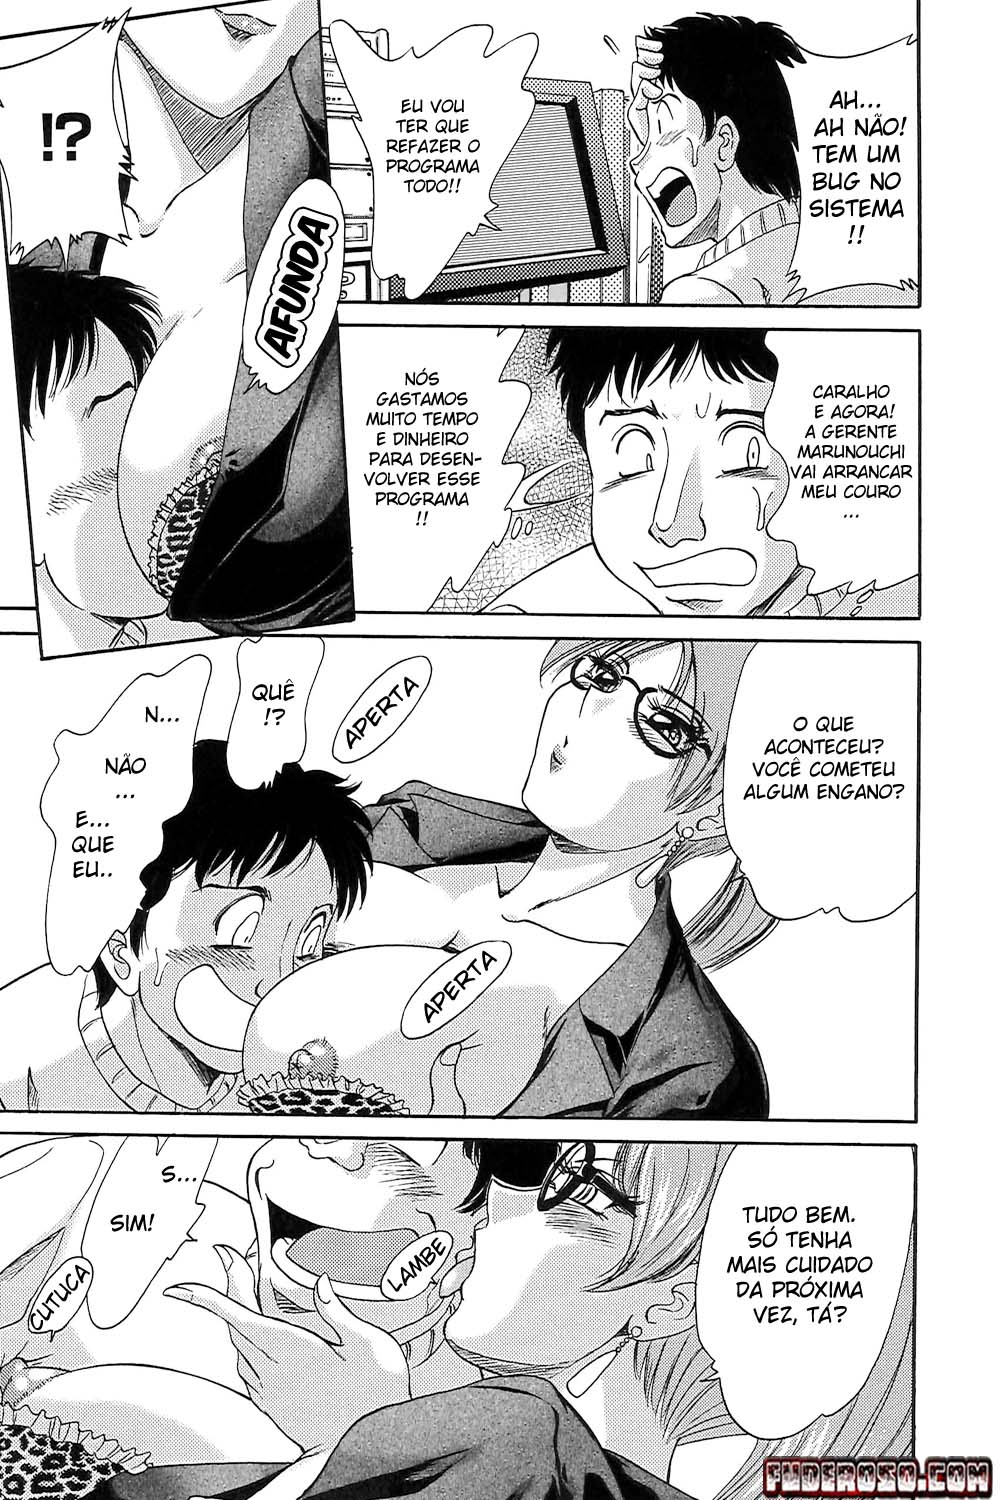 AH...
AH NÃO!
TEM UM
BUG NO
SISTEMA
!!
EU VOU
TER QUE
REFAZER O
PROGRAMA
TODO!!
CARALHO
E AGORA!
A GERENTE
MARUNOUCHI
VAI ARRANCAR
MEU COURO
...
NÓS
GASTAMOS
MUITO TEMPO
E DINHEIRO
PARA DESEN-
VOLVER ESSE
PROGRAMA
!!
AFUNDA
!?
O QUE
ACONTECEU?
VOCÊ COMETEU
ALGUM ENGANO?
APERTA
QUÊ
!?
APERTA
N...
NÃO
...
E...
QUE
EU..
TUDO BEM.
SÓ TENHA
MAIS CUIDADO
DA PRÓXIMA
VEZ, TÁ?
LAMBE
S...
SIM!
CUTUCA
FUDEROSO.COM